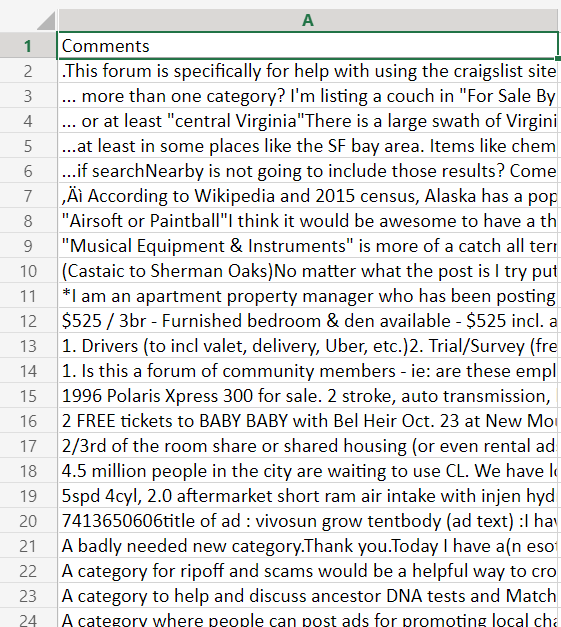 A
1 Comments
2 .This forum is specifically for help with using the craigslist site
3 ... more than one category? I'm listing a couch in "For Sale By
4 ... or at least "central Virginia"There is a large swath of Virgini
5 ...at least in some places like the SF bay area. Items like chem
6 ...if searchNearby is not going to include those results? Come
7 ‚Äì According to Wikipedia and 2015 census, Alaska has a pop
8 "Airsoft or Paintball"I think it would be awesome to have a th
9 "Musical Equipment & Instruments" is more of a catch all terr
10 (Castaic to Sherman Oaks)No matter what the post is I try put
11 *I am an apartment property manager who has been posting
12 $525 / 3br - Furnished bedroom & den available - $525 incl. a
13 1. Drivers (to incl valet, delivery, Uber, etc.)2. Trial/Survey (fre
14 1. Is this a forum of community members - ie: are these empl
15 1996 Polaris Xpress 300 for sale. 2 stroke, auto transmission,
16 2 FREE tickets to BABY BABY with Bel Heir Oct. 23 at New Mo
17 2/3rd of the room share or shared housing (or even rental ad
18 4.5 million people in the city are waiting to use CL. We have l
19 5spd 4cyl, 2.0 aftermarket short ram air intake with injen hyd
20 7413650606title of ad : vivosun grow tentbody (ad text) :I hav
21 A badly needed new category.Thank you.Today I have a(n esot
22 A category for ripoff and scams would be a helpful way to cro
23 A category to help and discuss ancestor DNA tests and Match
24 A category where people can post ads for promoting local cha